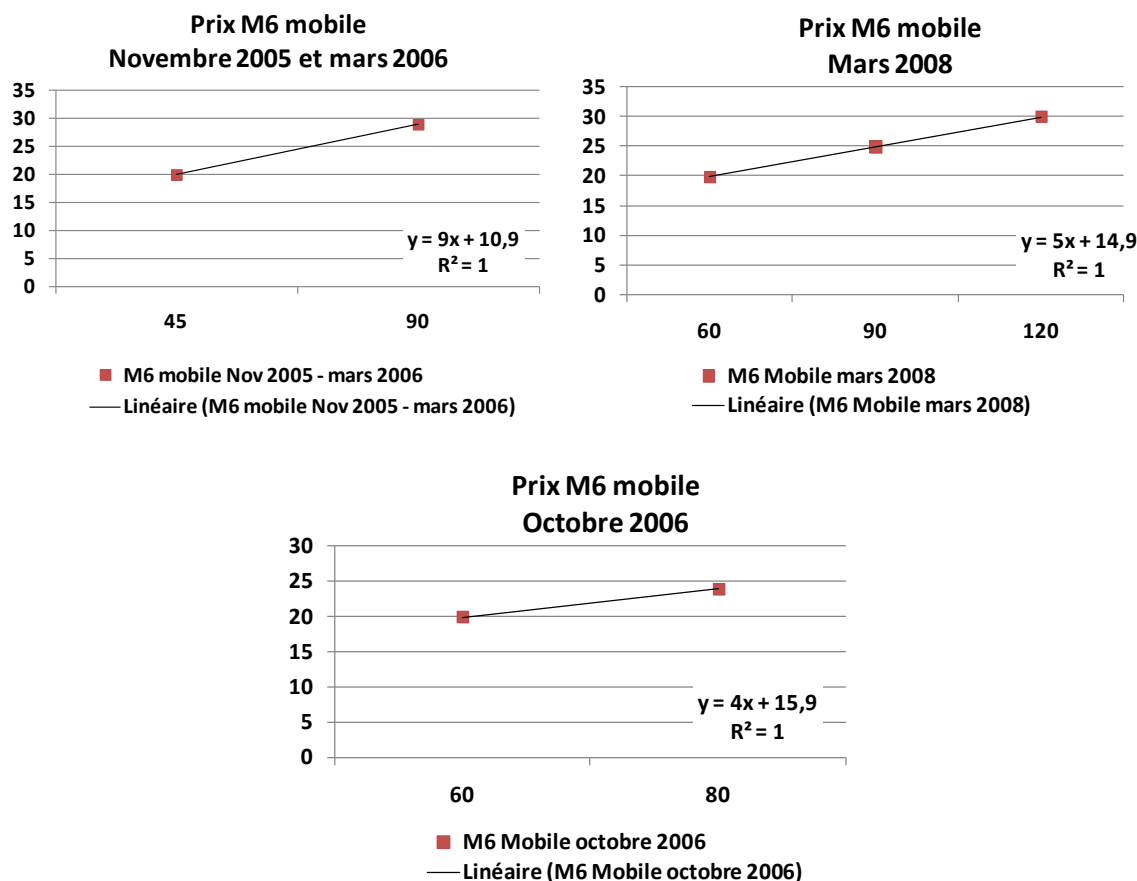 Prix M6 mobile
Novembre 2005 et mars 2006
35
30
25
20
15
10
5
0
y = 9x + 10,9
R² = 1
45 90
M6 mobile Nov 2005 - mars 2006
Linéaire (M6 mobile Nov 2005 - mars 2006)
Prix M6 mobile
Mars 2008
35
30
25
20
15
10
5
0
y = 5x + 14,9
R² = 1
60 90 120
M6 Mobile mars 2008
Linéaire (M6 Mobile mars 2008)
Prix M6 mobile
Octobre 2006
30
25
20
15
10
5
0
y = 4x + 15,9
R² = 1
60 80
M6 Mobile octobre 2006
Linéaire (M6 Mobile octobre 2006)